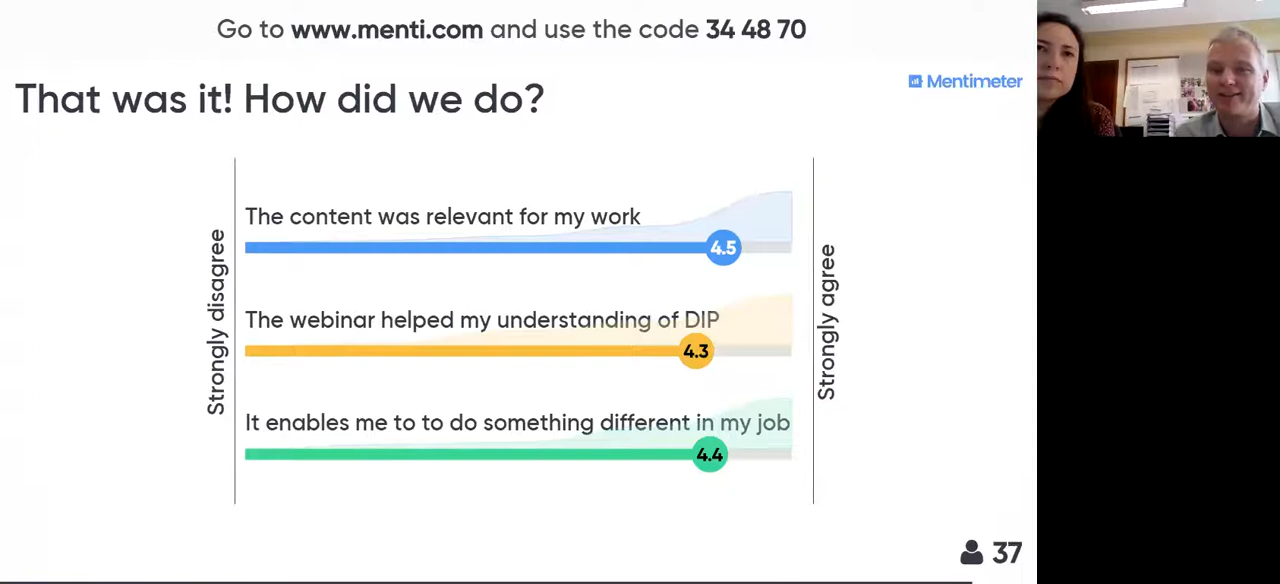 Go to www.menti.com and use the code 34 48 70
Mentimeter
That was it! How did we do?
Strongly disagree
The content was relevant for my work
4.5
The webinar helped my understanding of DIP
4.3
It enables me to to do something different in my job
4.4
Strongly agree
37